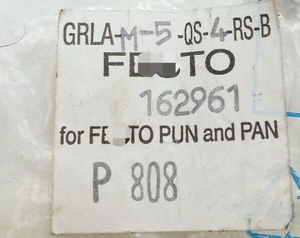 GRLA-M-5-QS-4-RS-B
162961
for PUN and PAN
P 808